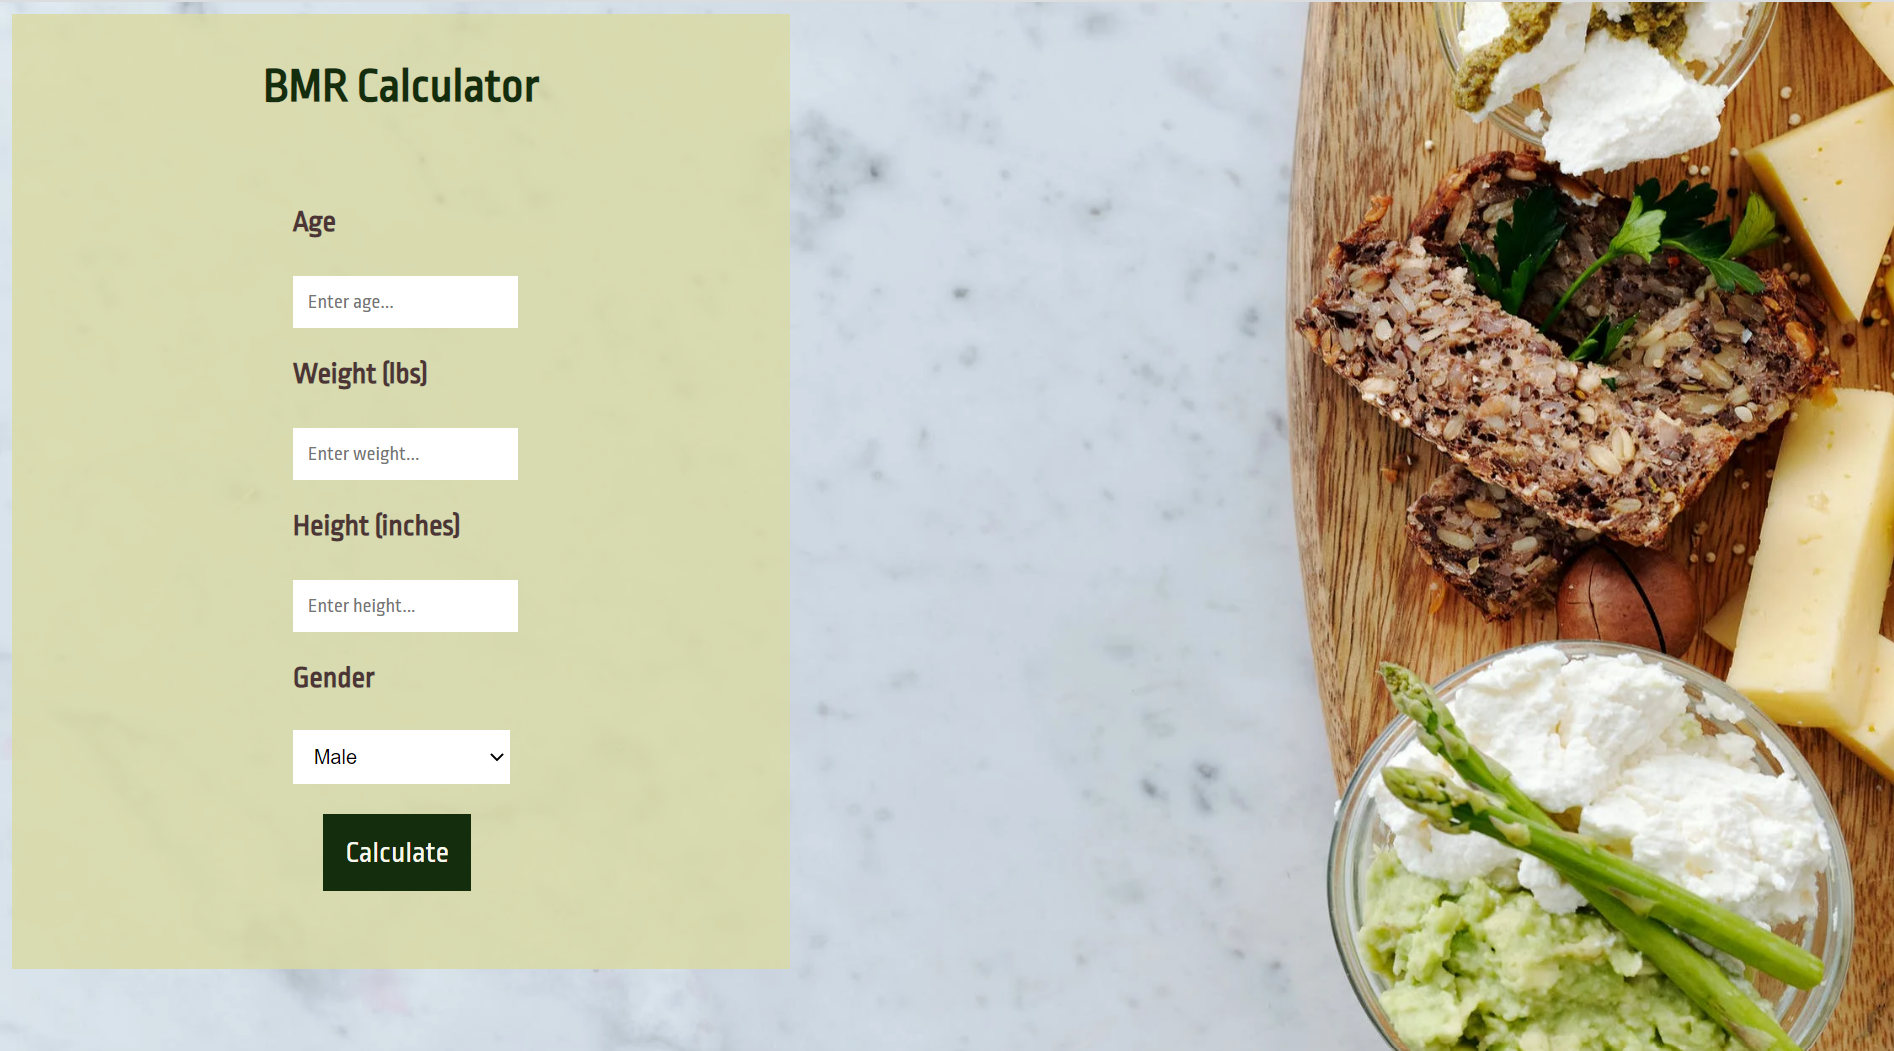 BMR Calculator
Age
Enter age...
Weight (lbs)
Enter weight...
Height (inches)
Enter height...
Gender
Male
Calculate